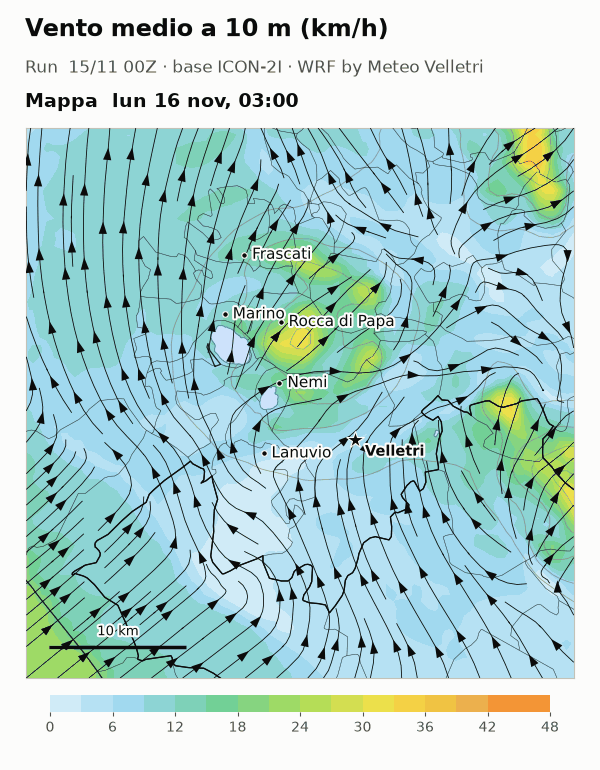 Vento medio a 10 m (km/h)
Run  15/11 00Z · base ICON-2I · WRF by Meteo Velletri
Mappa  lun 16 nov, 03:00
Frascati
Marino
Rocca di Papa
Nemi
Lanuvio
Velletri
10 km
0 6 12 18 24 30 36 42 48